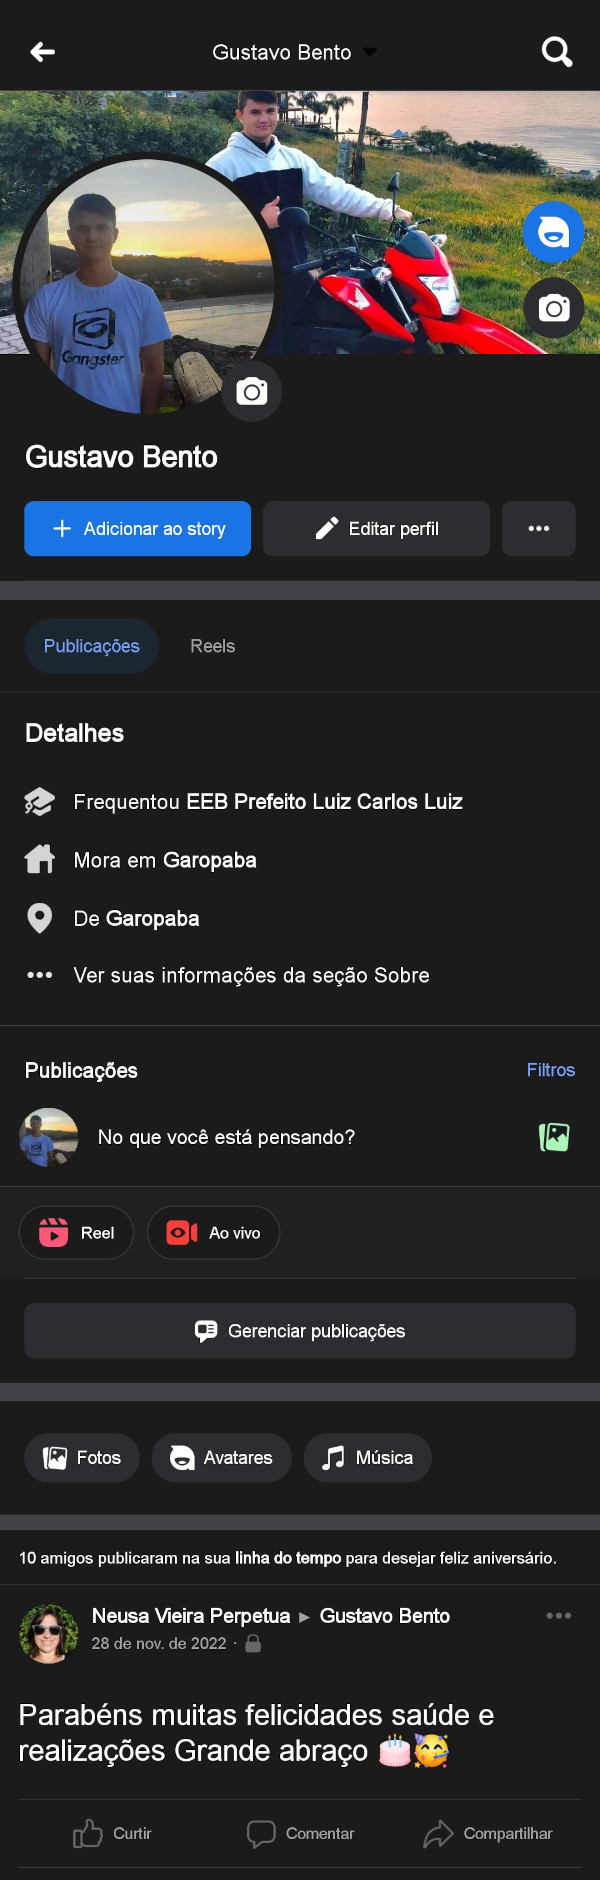 Gustavo Bento
Gangster
Gustavo Bento
Adicionar ao story
Editar perfil
Publicações
Reels
Detalhes
Frequentou EEB Prefeito Luiz Carlos Luiz
Mora em Garopaba
De Garopaba
Ver suas informações da seção Sobre
Publicações
Filtros
No que você está pensando?
Reel
Ao vivo
Gerenciar publicações
Fotos
Avatares
Música
10 amigos publicaram na sua linha do tempo para desejar feliz aniversário.
Neusa Vieira Perpetua ▸ Gustavo Bento
28 de nov. de 2022 ·
Parabéns muitas felicidades saúde e
realizações Grande abraço 🎂🥳
Curtir
Comentar
Compartilhar